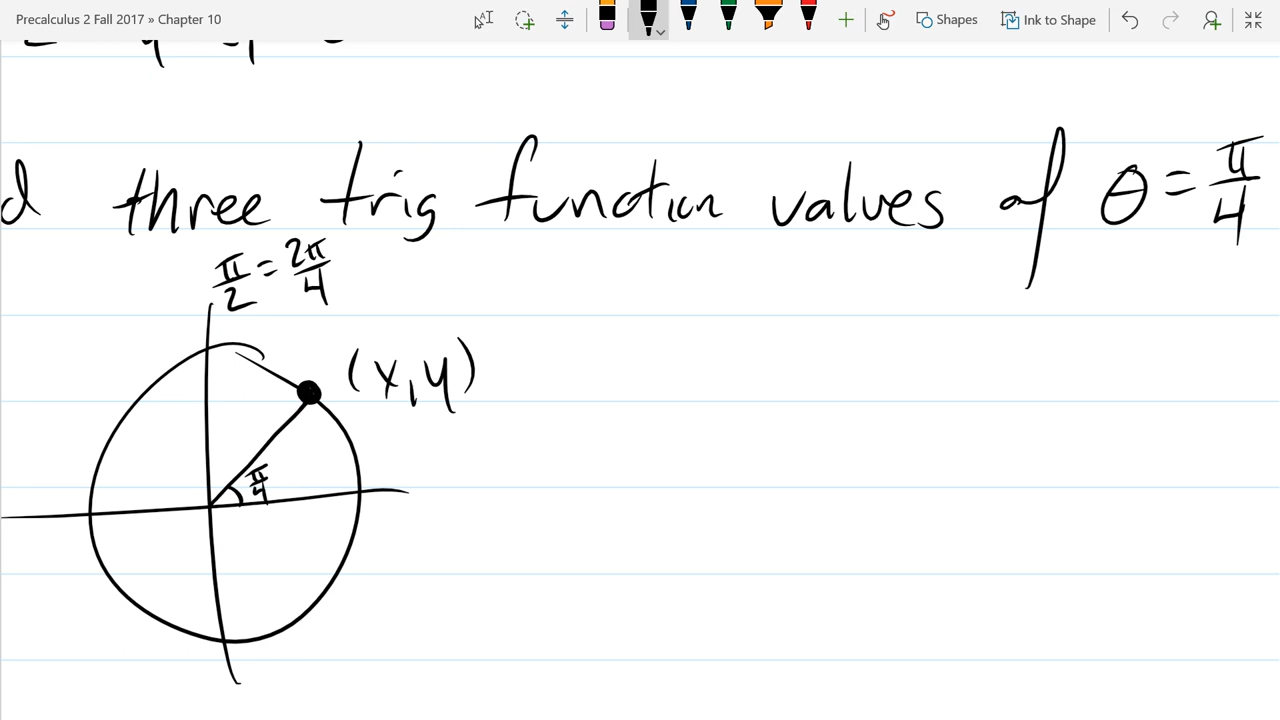 Precalculus 2 Fall 2017 » Chapter 10
Shapes
Ink to Shape
d three trig function values of θ = π/4
π/2 = 2π/4
(x,y)
π/4